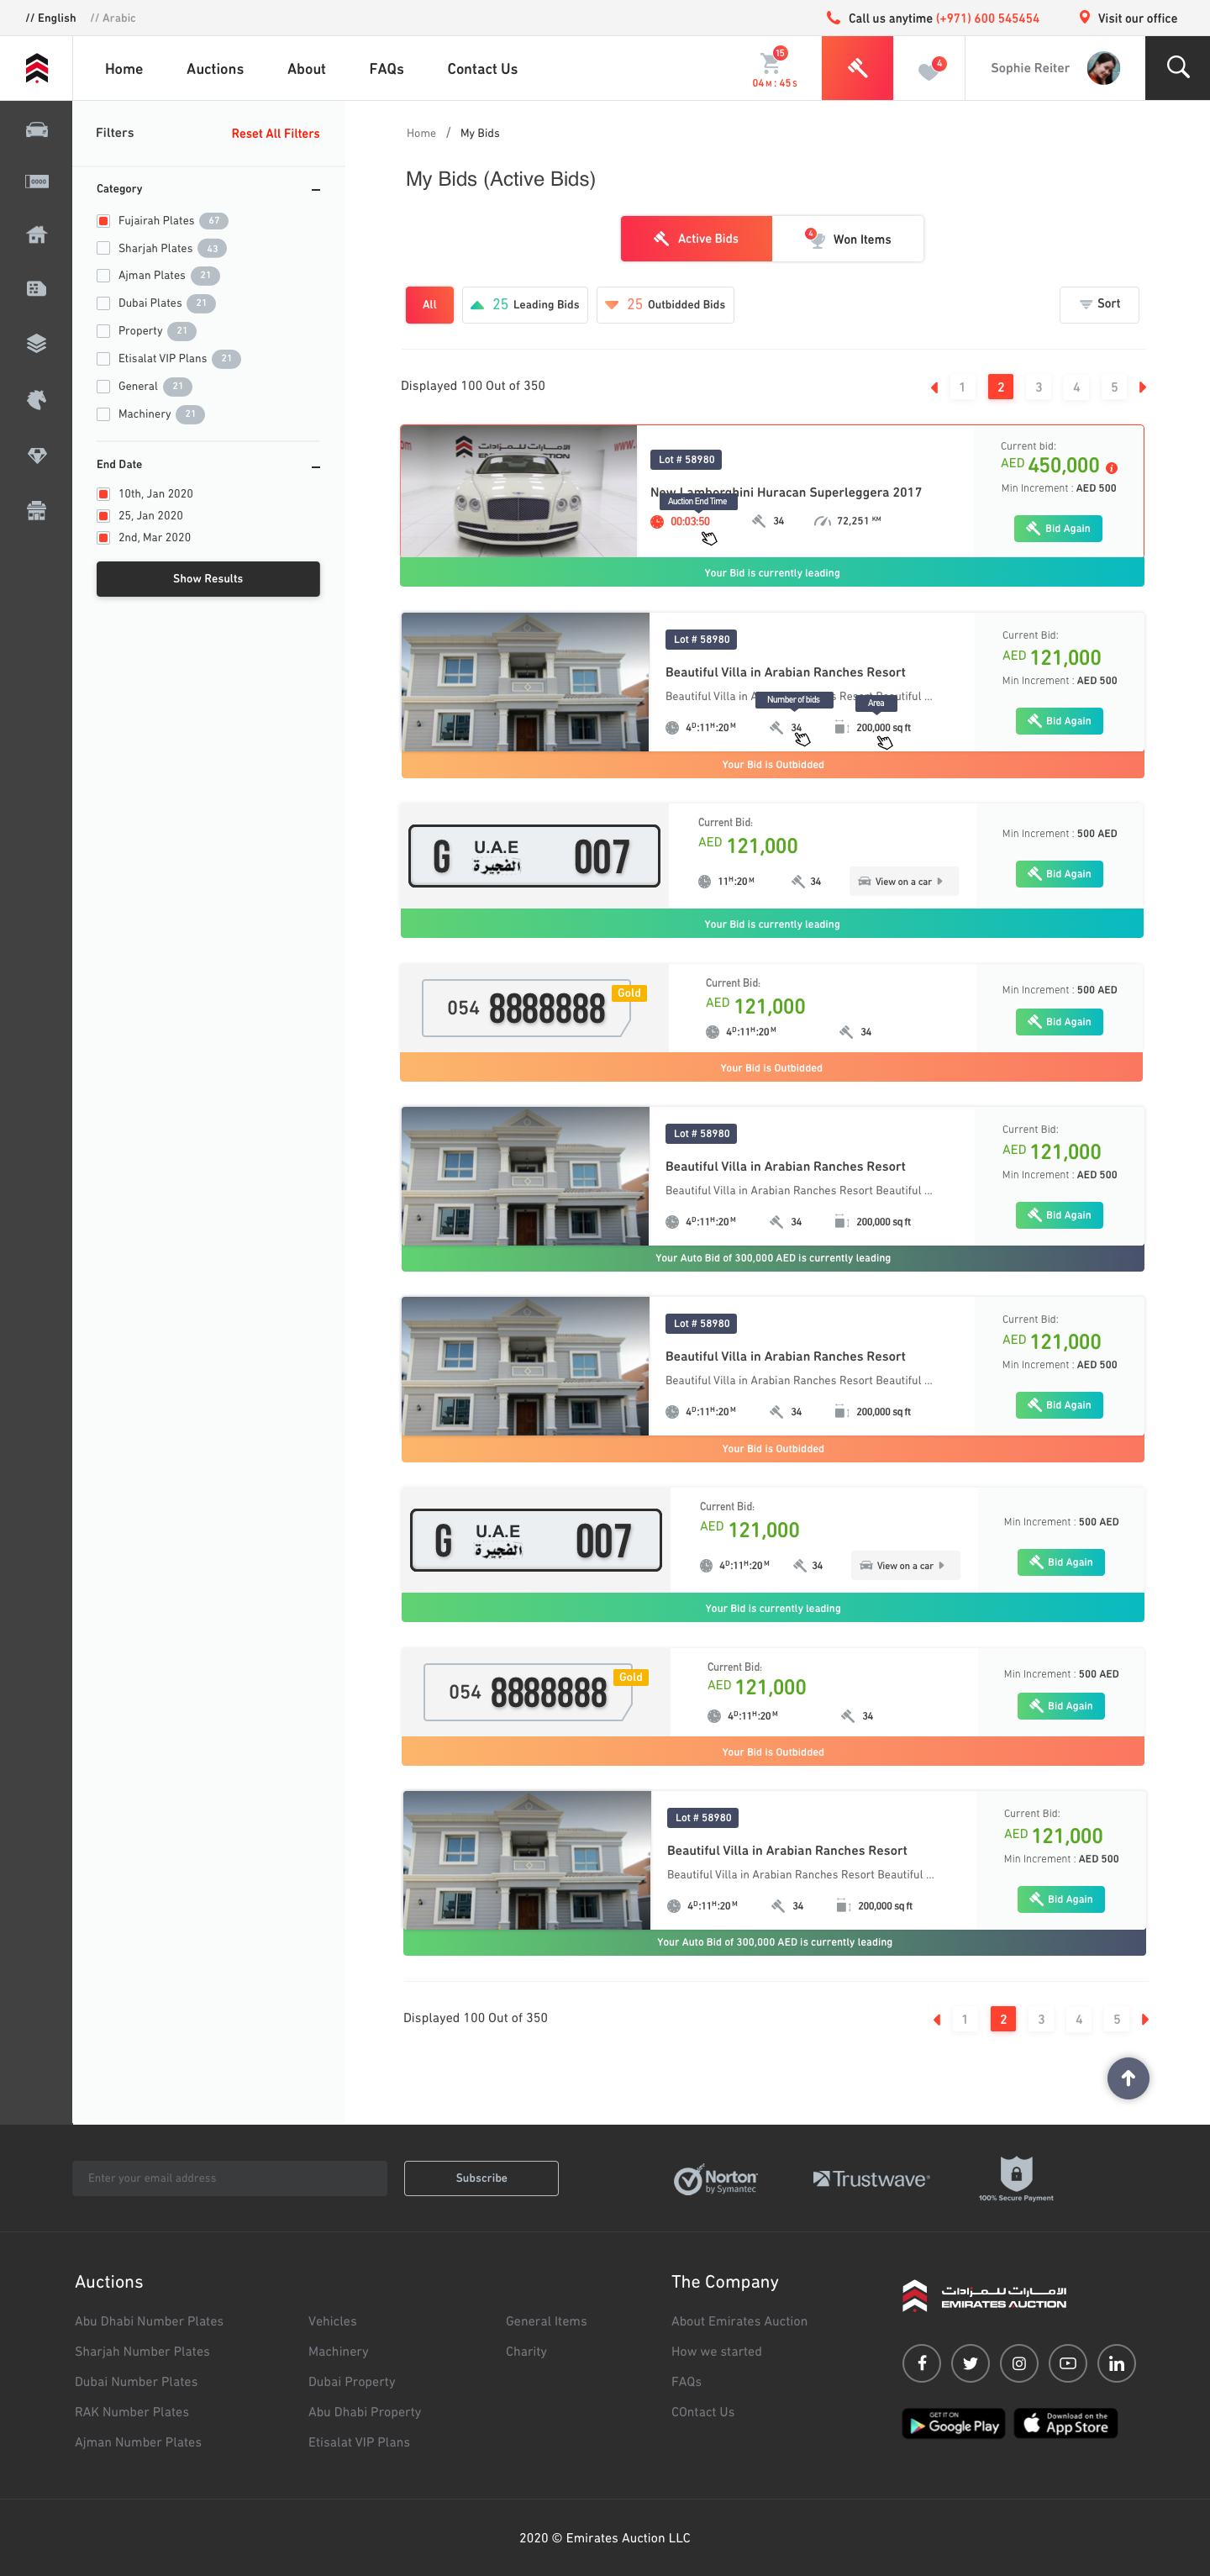 // English // Arabic
Call us anytime (+971) 600 545454 Visit our office
Home Auctions About FAQs Contact Us
15
04 M : 45 S
4
Sophie Reiter
Filters Reset All Filters
Category
Fujairah Plates 67
Sharjah Plates 43
Ajman Plates 21
Dubai Plates 21
Property 21
Etisalat VIP Plans 21
General 21
Machinery 21
End Date
10th, Jan 2020
25, Jan 2020
2nd, Mar 2020
Show Results
Home / My Bids
My Bids (Active Bids)
Active Bids 4 Won Items
All 25 Leading Bids 25 Outbidded Bids Sort
Displayed 100 Out of 350 1 2 3 4 5
الامارات للمزادات
EMIRATES AUCTION
www.
Lot # 58980
New Lamborghini Huracan Superleggera 2017
Auction End Time
00:03:50 34 72,251 KM
Current bid:
AED 450,000
Min Increment : AED 500
Bid Again
Your Bid is currently leading
Lot # 58980
Beautiful Villa in Arabian Ranches Resort
Beautiful Villa in Arabian Ranches Resort Beautiful ...
Number of bids Area
4D:11H:20M 34 200,000 sq ft
Current Bid:
AED 121,000
Min Increment : AED 500
Bid Again
Your Bid is Outbidded
G U.A.E 007
الفجيرة
Current Bid:
AED 121,000
11H:20M 34 View on a car
Min Increment : 500 AED
Bid Again
Your Bid is currently leading
054 8888888 Gold
Current Bid:
AED 121,000
4D:11H:20M 34
Min Increment : 500 AED
Bid Again
Your Bid is Outbidded
Lot # 58980
Beautiful Villa in Arabian Ranches Resort
Beautiful Villa in Arabian Ranches Resort Beautiful ...
4D:11H:20M 34 200,000 sq ft
Current Bid:
AED 121,000
Min Increment : AED 500
Bid Again
Your Auto Bid of 300,000 AED is currently leading
Lot # 58980
Beautiful Villa in Arabian Ranches Resort
Beautiful Villa in Arabian Ranches Resort Beautiful ...
4D:11H:20M 34 200,000 sq ft
Current Bid:
AED 121,000
Min Increment : AED 500
Bid Again
Your Bid is Outbidded
G U.A.E 007
الفجيرة
Current Bid:
AED 121,000
4D:11H:20M 34 View on a car
Min Increment : 500 AED
Bid Again
Your Bid is currently leading
054 8888888 Gold
Current Bid:
AED 121,000
4D:11H:20M 34
Min Increment : 500 AED
Bid Again
Your Bid is Outbidded
Lot # 58980
Beautiful Villa in Arabian Ranches Resort
Beautiful Villa in Arabian Ranches Resort Beautiful ...
4D:11H:20M 34 200,000 sq ft
Current Bid:
AED 121,000
Min Increment : AED 500
Bid Again
Your Auto Bid of 300,000 AED is currently leading
Displayed 100 Out of 350 1 2 3 4 5
Enter your email address Subscribe
Norton
by Symantec
Trustwave
100% Secure Payment
Auctions
Abu Dhabi Number Plates Vehicles General Items
Sharjah Number Plates Machinery Charity
Dubai Number Plates Dubai Property
RAK Number Plates Abu Dhabi Property
Ajman Number Plates Etisalat VIP Plans
The Company
About Emirates Auction
How we started
FAQs
COntact Us
الامارات للمزادات
EMIRATES AUCTION
GET IT ON
Google Play
Download on the
App Store
2020 © Emirates Auction LLC